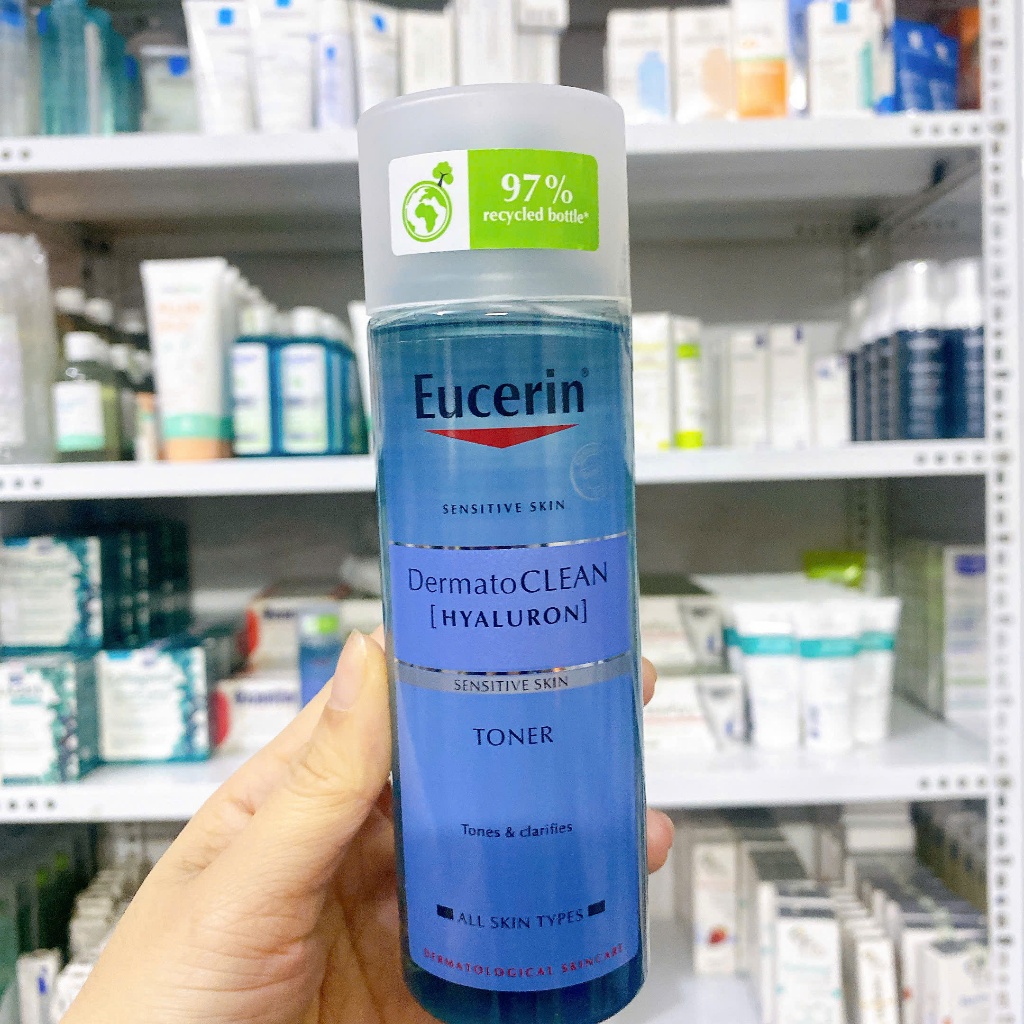 97%
recycled bottle*
Eucerin®
SENSITIVE SKIN
DermatoCLEAN
[HYALURON]
SENSITIVE SKIN
TONER
Tones & clarifies
ALL SKIN TYPES
DERMATOLOGICAL SKINCARE